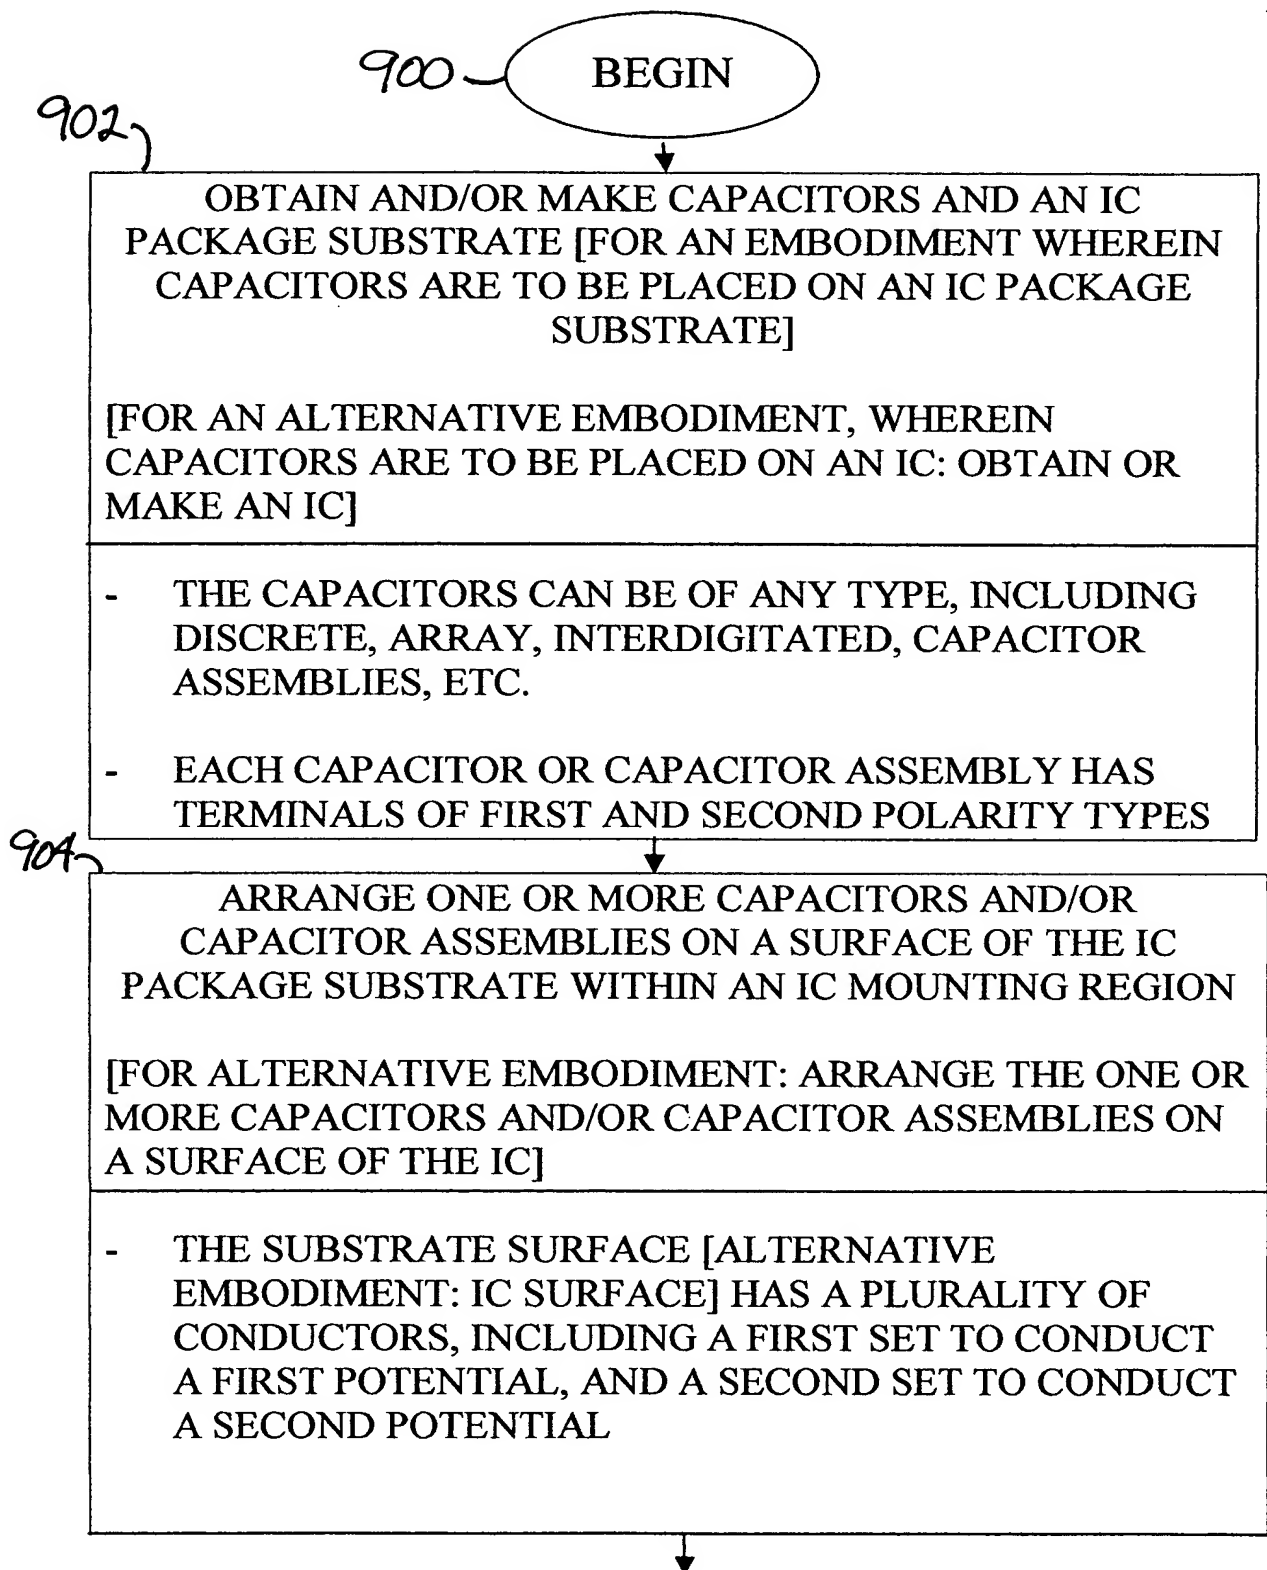 900
BEGIN
902
OBTAIN AND/OR MAKE CAPACITORS AND AN IC
PACKAGE SUBSTRATE [FOR AN EMBODIMENT WHEREIN
CAPACITORS ARE TO BE PLACED ON AN IC PACKAGE
SUBSTRATE]
[FOR AN ALTERNATIVE EMBODIMENT, WHEREIN
CAPACITORS ARE TO BE PLACED ON AN IC: OBTAIN OR
MAKE AN IC]
- THE CAPACITORS CAN BE OF ANY TYPE, INCLUDING
DISCRETE, ARRAY, INTERDIGITATED, CAPACITOR
ASSEMBLIES, ETC.
- EACH CAPACITOR OR CAPACITOR ASSEMBLY HAS
TERMINALS OF FIRST AND SECOND POLARITY TYPES
904
ARRANGE ONE OR MORE CAPACITORS AND/OR
CAPACITOR ASSEMBLIES ON A SURFACE OF THE IC
PACKAGE SUBSTRATE WITHIN AN IC MOUNTING REGION
[FOR ALTERNATIVE EMBODIMENT: ARRANGE THE ONE OR
MORE CAPACITORS AND/OR CAPACITOR ASSEMBLIES ON
A SURFACE OF THE IC]
- THE SUBSTRATE SURFACE [ALTERNATIVE
EMBODIMENT: IC SURFACE] HAS A PLURALITY OF
CONDUCTORS, INCLUDING A FIRST SET TO CONDUCT
A FIRST POTENTIAL, AND A SECOND SET TO CONDUCT
A SECOND POTENTIAL